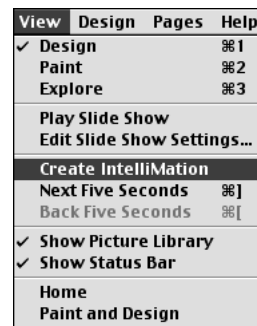 View Design Pages Help
✓ Design ⌘1
Paint ⌘2
Explore ⌘3
Play Slide Show
Edit Slide Show Settings...
Create IntelliMation
Next Five Seconds ⌘]
Back Five Seconds ⌘[
✓ Show Picture Library
✓ Show Status Bar
Home
Paint and Design